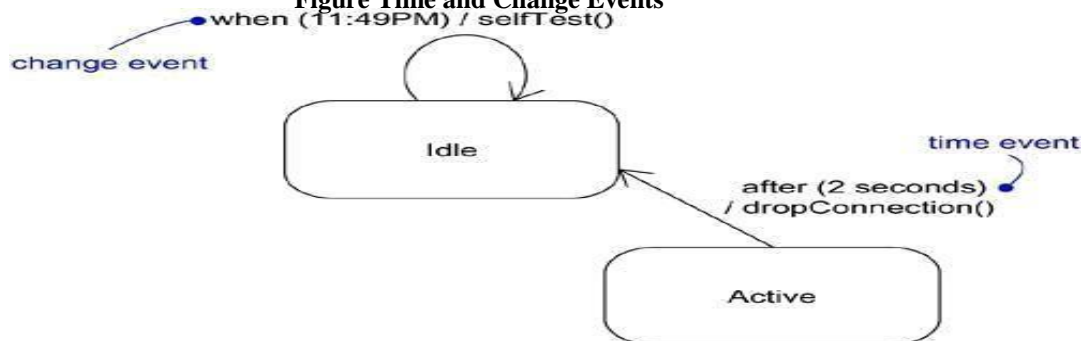 Figure Time and Change Events
when (11:49PM) / selfTest()
change event
Idle
time event
after (2 seconds)
/ dropConnection()
Active